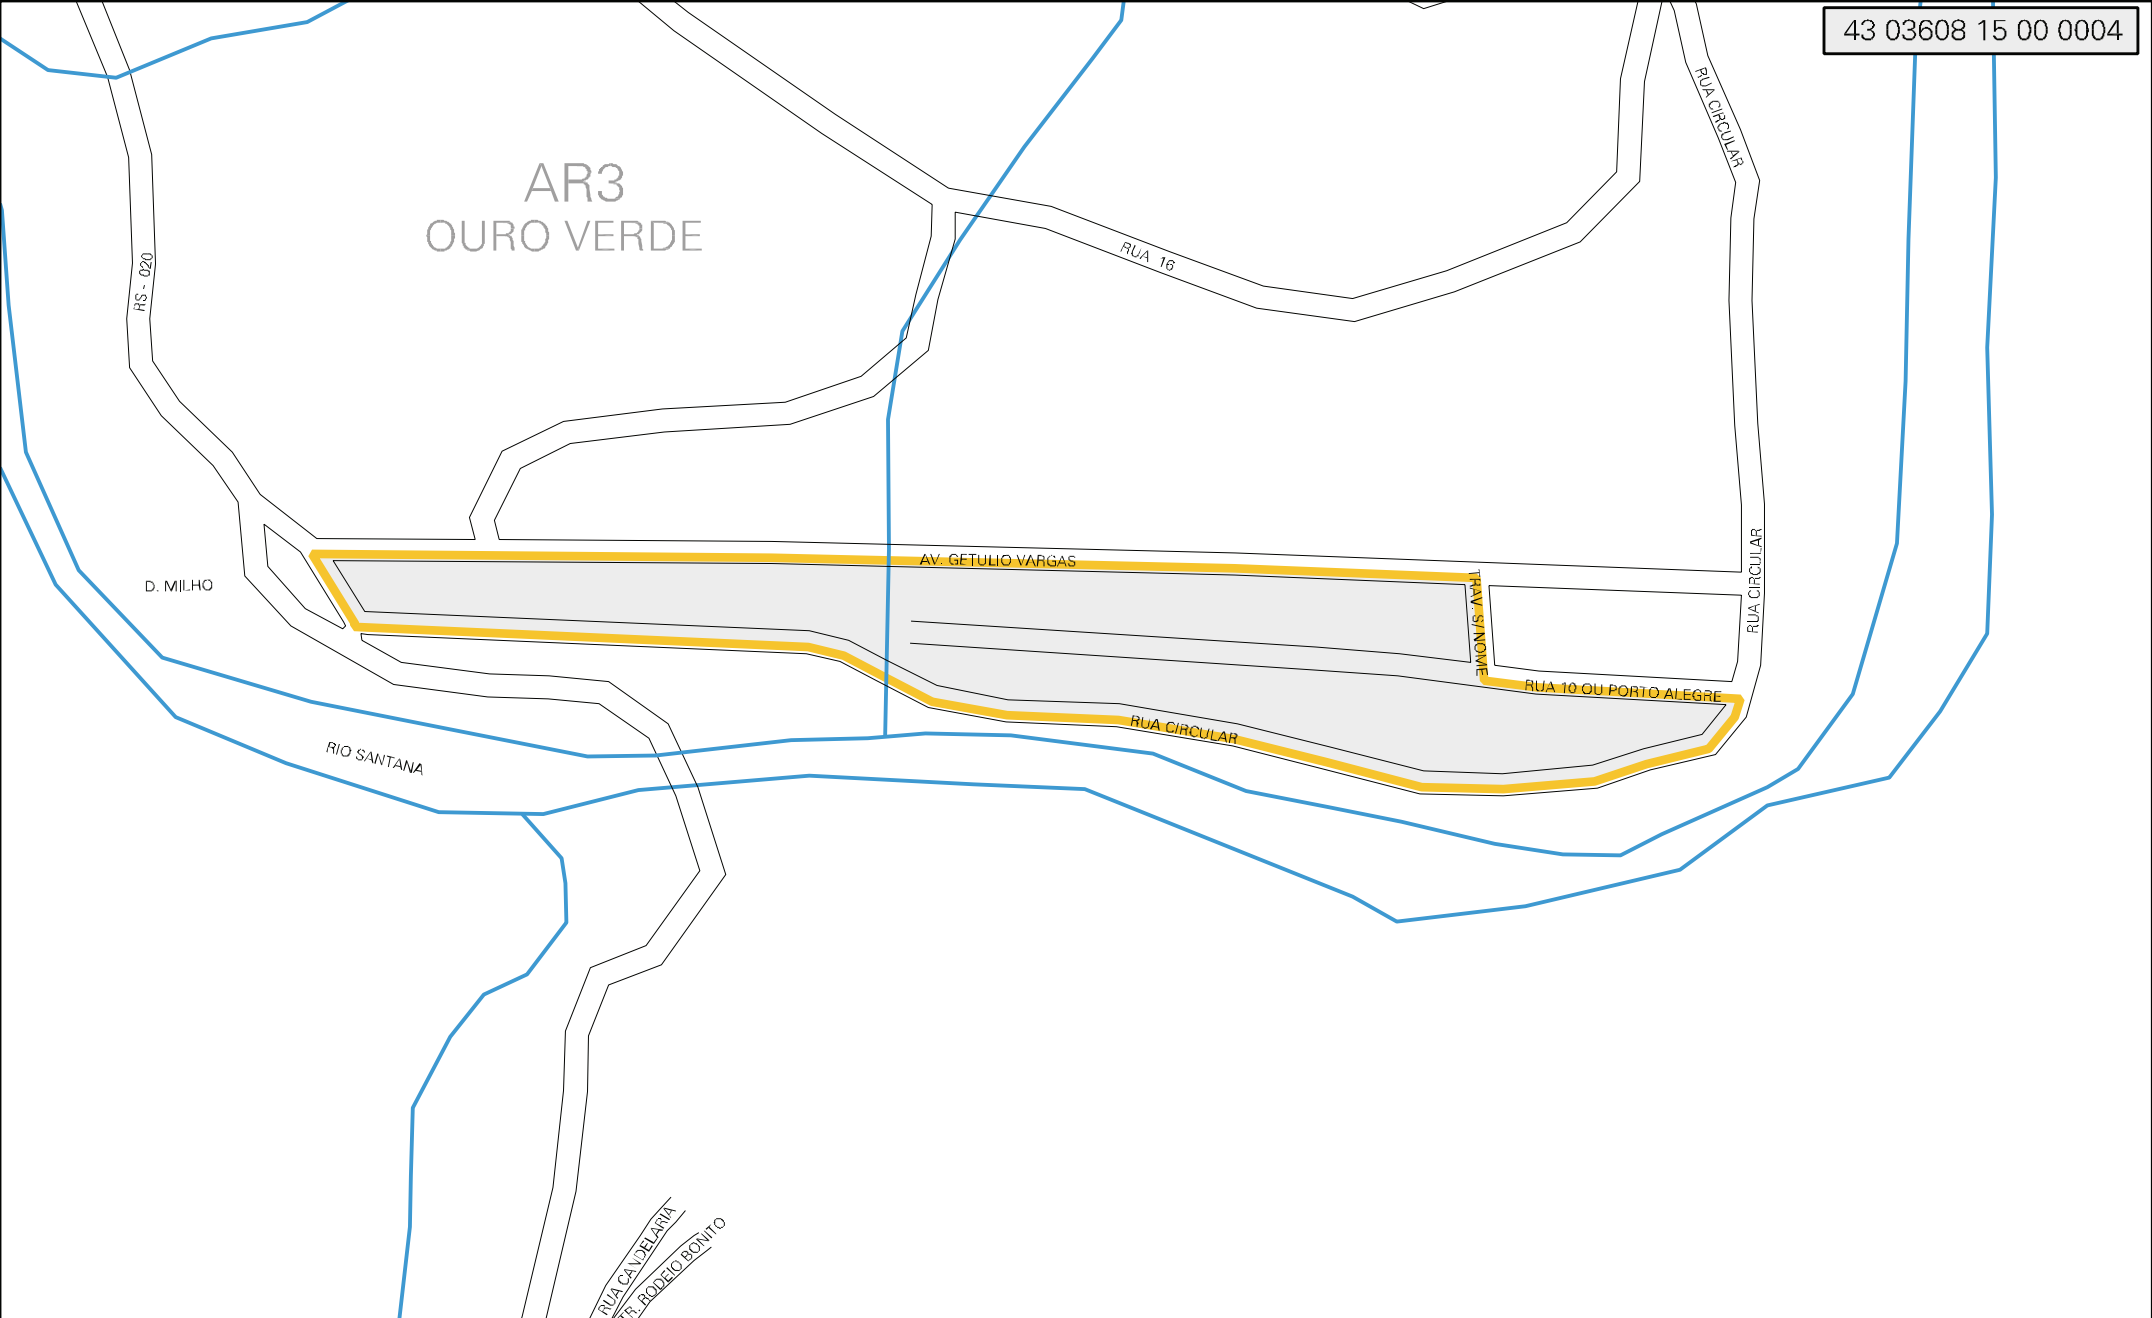 43 03608 15 00 0004
RUA CIRCULAR
AR3
OURO VERDE
RUA 16
RS - 020
AV. GETULIO VARGAS
D. MILHO
TRAV. S/ NOME
RUA CIRCULAR
RUA 10 OU PORTO ALEGRE
RUA CIRCULAR
RIO SANTANA
RUA CANDELARIA
TR. RODEIO BONITO